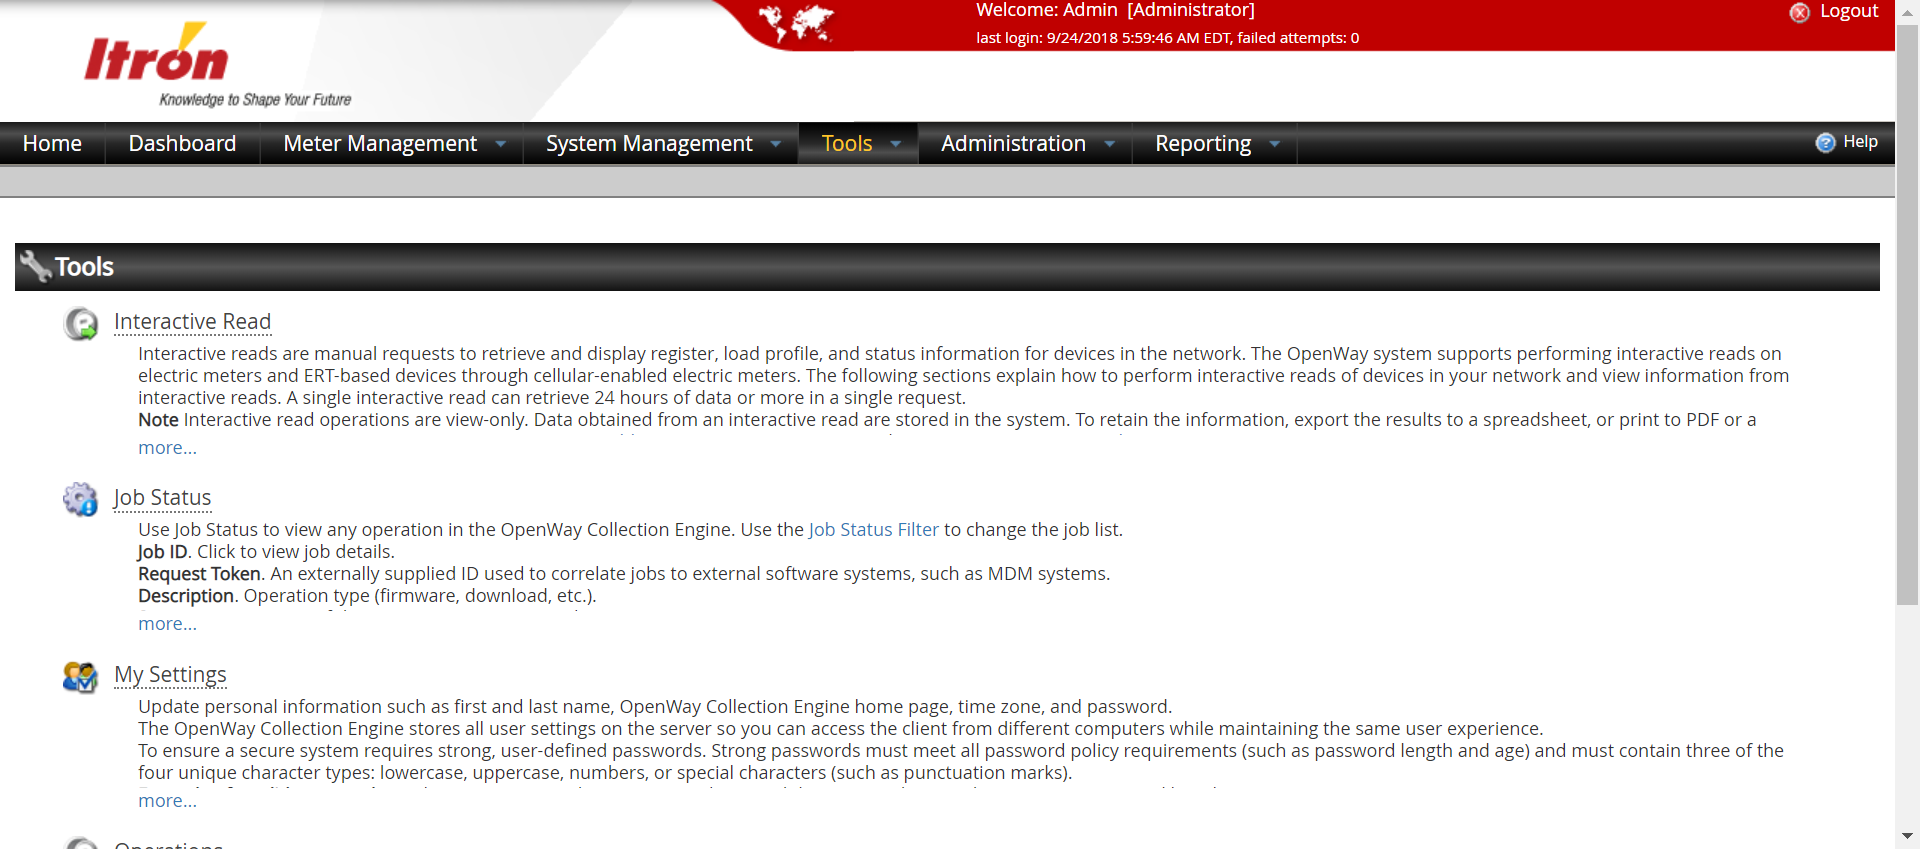 Welcome: Admin [Administrator]
Logout
last login: 9/24/2018 5:59:46 AM EDT, failed attempts: 0
Itron
Knowledge to Shape Your Future
Home Dashboard Meter Management System Management Tools Administration Reporting Help
Tools
Interactive Read
Interactive reads are manual requests to retrieve and display register, load profile, and status information for devices in the network. The OpenWay system supports performing interactive reads on
electric meters and ERT-based devices through cellular-enabled electric meters. The following sections explain how to perform interactive reads of devices in your network and view information from
interactive reads. A single interactive read can retrieve 24 hours of data or more in a single request.
Note Interactive read operations are view-only. Data obtained from an interactive read are stored in the system. To retain the information, export the results to a spreadsheet, or print to PDF or a
more...
Job Status
Use Job Status to view any operation in the OpenWay Collection Engine. Use the Job Status Filter to change the job list.
Job ID. Click to view job details.
Request Token. An externally supplied ID used to correlate jobs to external software systems, such as MDM systems.
Description. Operation type (firmware, download, etc.).
more...
My Settings
Update personal information such as first and last name, OpenWay Collection Engine home page, time zone, and password.
The OpenWay Collection Engine stores all user settings on the server so you can access the client from different computers while maintaining the same user experience.
To ensure a secure system requires strong, user-defined passwords. Strong passwords must meet all password policy requirements (such as password length and age) and must contain three of the
four unique character types: lowercase, uppercase, numbers, or special characters (such as punctuation marks).
more...
Operations